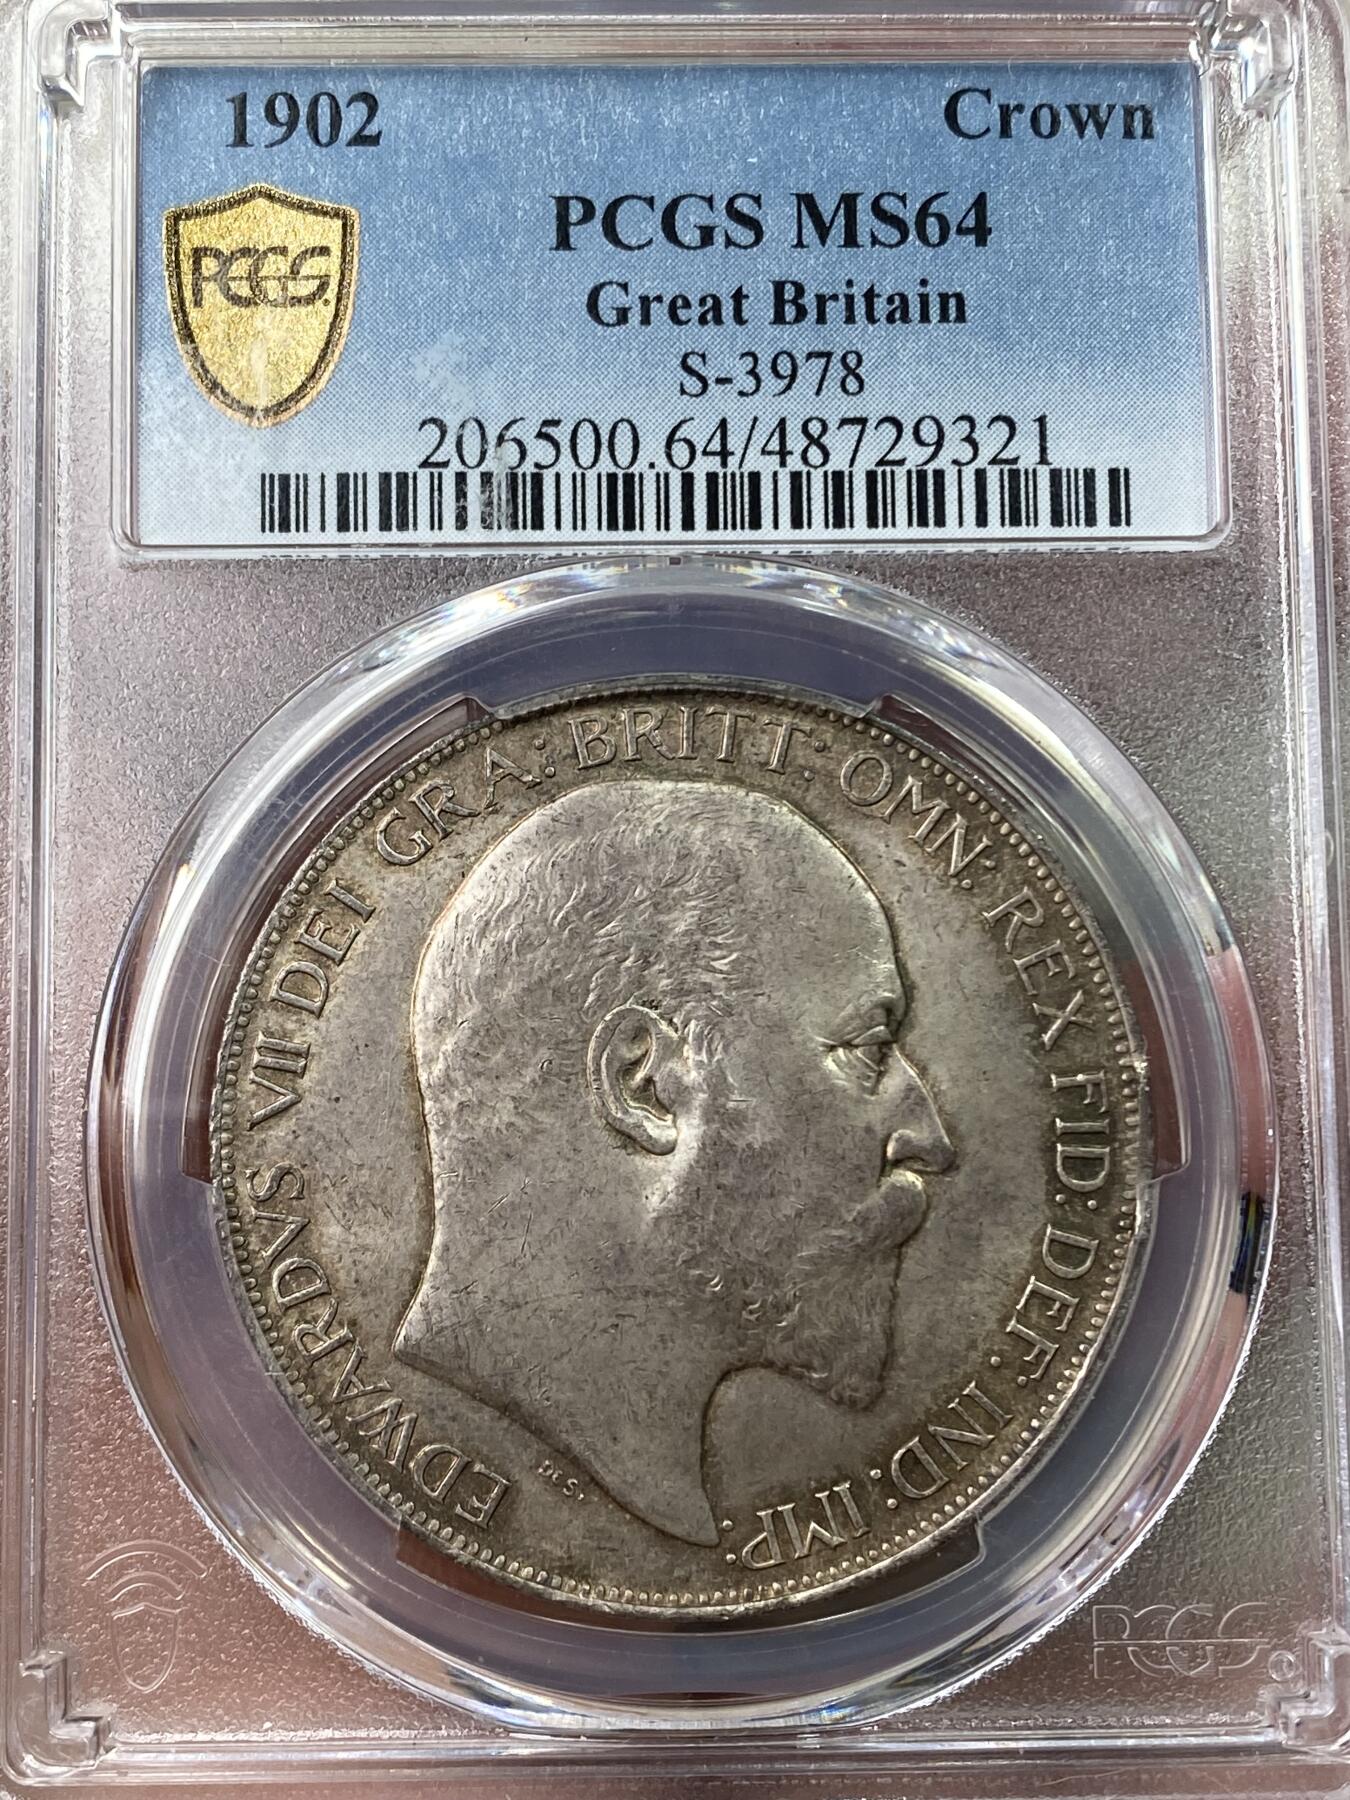 1902 Crown
PCGS.
PCGS MS64
Great Britain
S-3978
206500.64/48729321
EDWARDVS VII DEI GRA: BRITT: OMN: REX FID: DEF: IND: IMP:
DeS.
PCGS